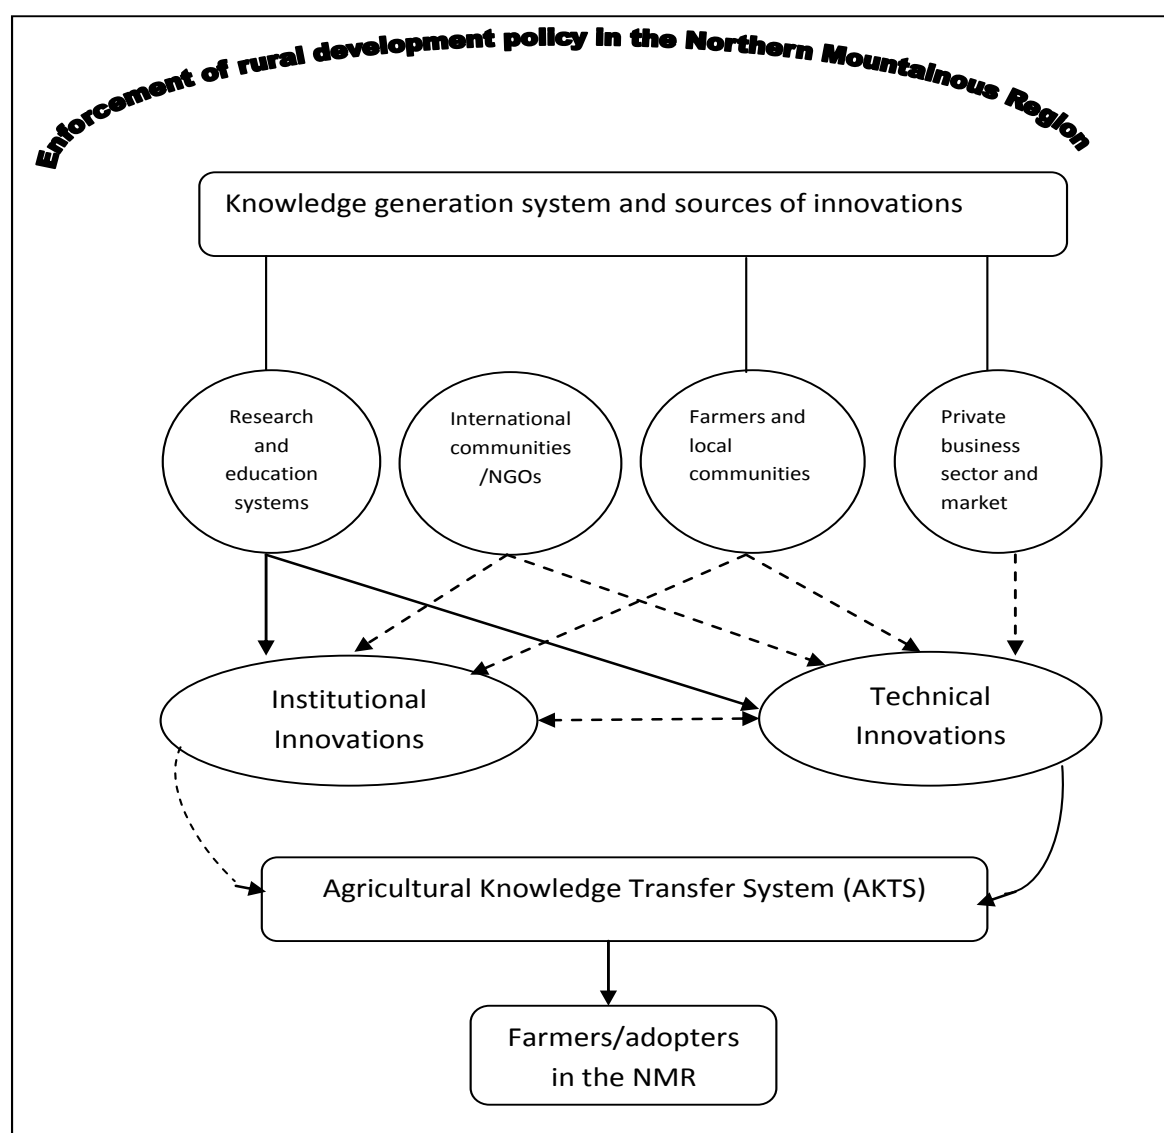 Enforcement of rural development policy in the Northern Mountainous Region
Knowledge generation system and sources of innovations
Research
and
education
systems
International
communities
/NGOs
Farmers and
local
communities
Private
business
sector and
market
Institutional
Innovations
Technical
Innovations
Agricultural Knowledge Transfer System (AKTS)
Farmers/adopters
in the NMR